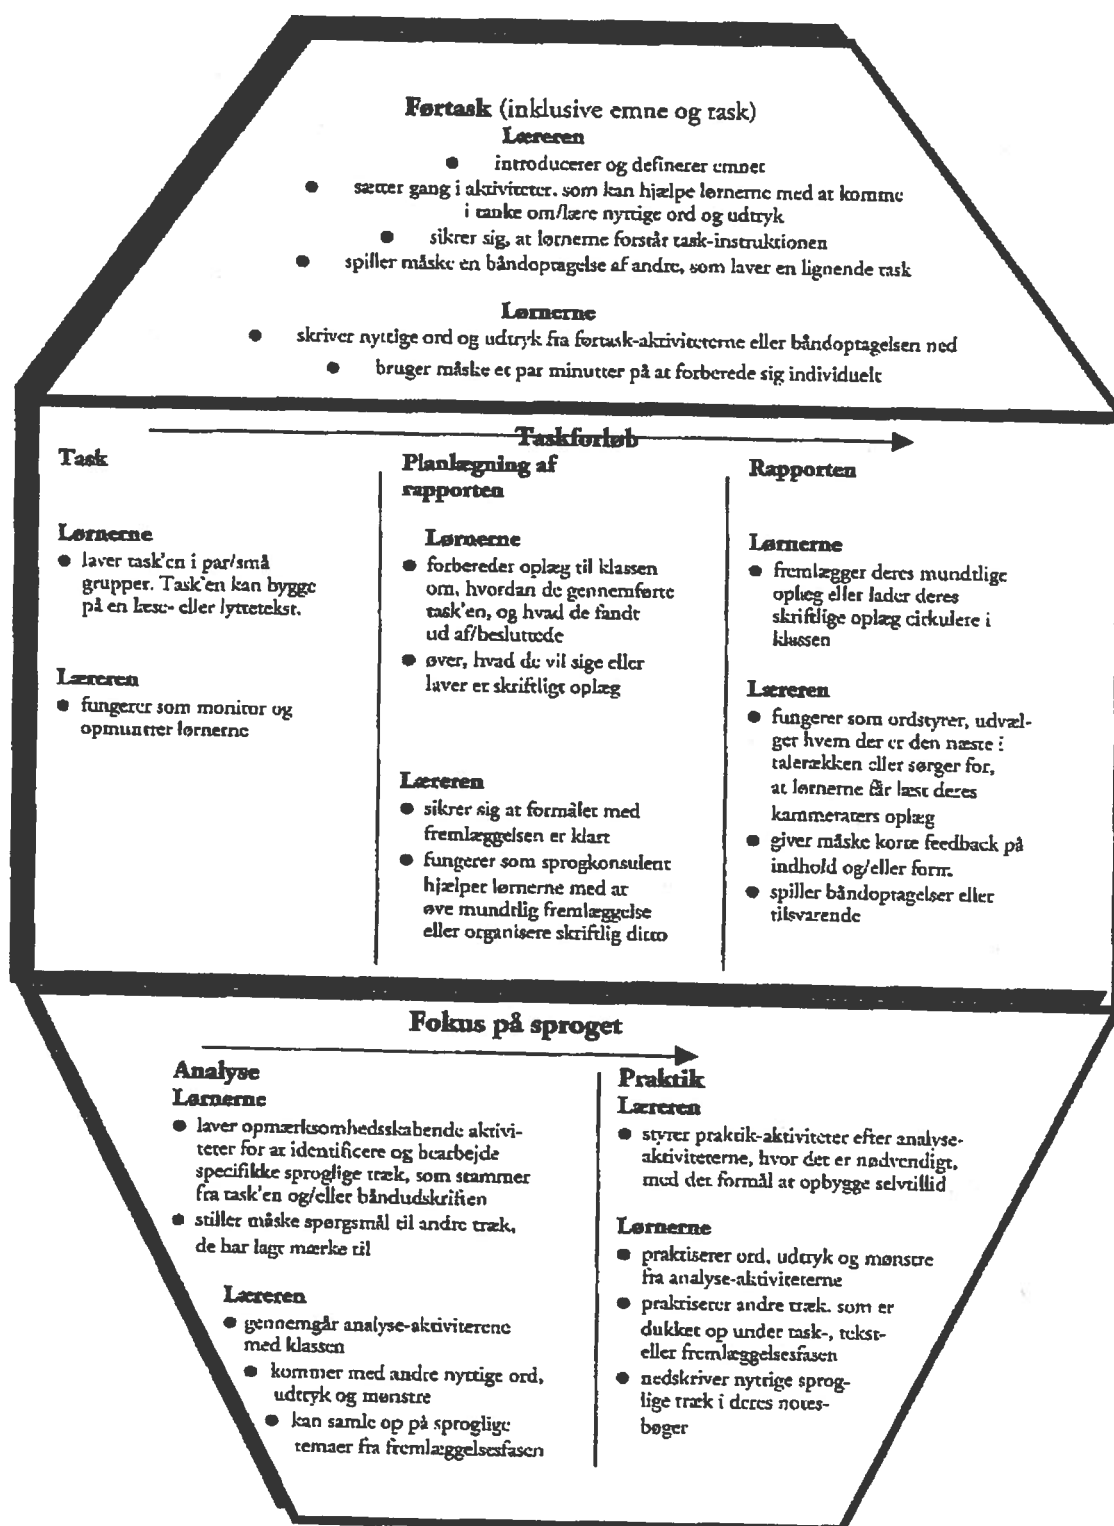 Førtask (inklusive emne og task)
Læreren
● introducerer og definerer emnet
● sætter gang i aktiviteter, som kan hjælpe lørnerne med at komme
i tanke om/lære nyttige ord og udtryk
● sikrer sig, at lørnerne forstår task-instruktionen
● spiller måske en båndoptagelse af andre, som laver en lignende task
Lørnerne
● skriver nyttige ord og udtryk fra førtask-aktiviteterne eller båndoptagelsen ned
● bruger måske et par minutter på at forberede sig individuelt
Taskforløb
Task
Lørnerne
● laver task'en i par/små
grupper. Task'en kan bygge
på en læse- eller lyttetekst.
Læreren
● fungerer som monitor og
opmuntrer lørnerne
Planlægning af
rapporten
Lørnerne
● forbereder oplæg til klassen
om, hvordan de gennemførte
task'en, og hvad de fandt
ud af/besluttede
● øver, hvad de vil sige eller
laver et skriftligt oplæg
Læreren
● sikrer sig at formålet med
fremlæggelsen er klart
● fungerer som sprogkonsulent
hjælper lørnerne med at
øve mundtlig fremlæggelse
eller organisere skriftlig ditto
Rapporten
Lørnerne
● fremlægger deres mundtlige
oplæg eller lader deres
skriftlige oplæg cirkulere i
klassen
Læreren
● fungerer som ordstyrer, udvæl-
ger hvem der er den næste i
talerækken eller sørger for,
at lørnerne får læst deres
kammeraters oplæg
● giver måske korte feedback på
indhold og/eller form.
● spiller båndoptagelser eller
tilsvarende
Fokus på sproget
Analyse
Lørnerne
● laver opmærksomhedsskabende aktivi-
teter for at identificere og bearbejde
specifikke sproglige træk, som stammer
fra task'en og/eller båndudskriften
● stiller måske spørgsmål til andre træk,
de har lagt mærke til
Læreren
● gennemgår analyse-aktiviterene
med klassen
● kommer med andre nyttige ord,
udtryk og mønstre
● kan samle op på sproglige
temaer fra fremlæggelsesfasen
Praktik
Læreren
● styrer praktik-aktiviteter efter analyse-
aktiviteterne, hvor det er nødvendigt,
med det formål at opbygge selvtillid
Lørnerne
● praktiserer ord, udtryk og mønstre
fra analyse-aktiviteterne
● praktiserer andre træk, som er
dukket op under task-, tekst-
eller fremlæggelsesfasen
● nedskriver nyttige sprog-
lige træk i deres notes-
bøger